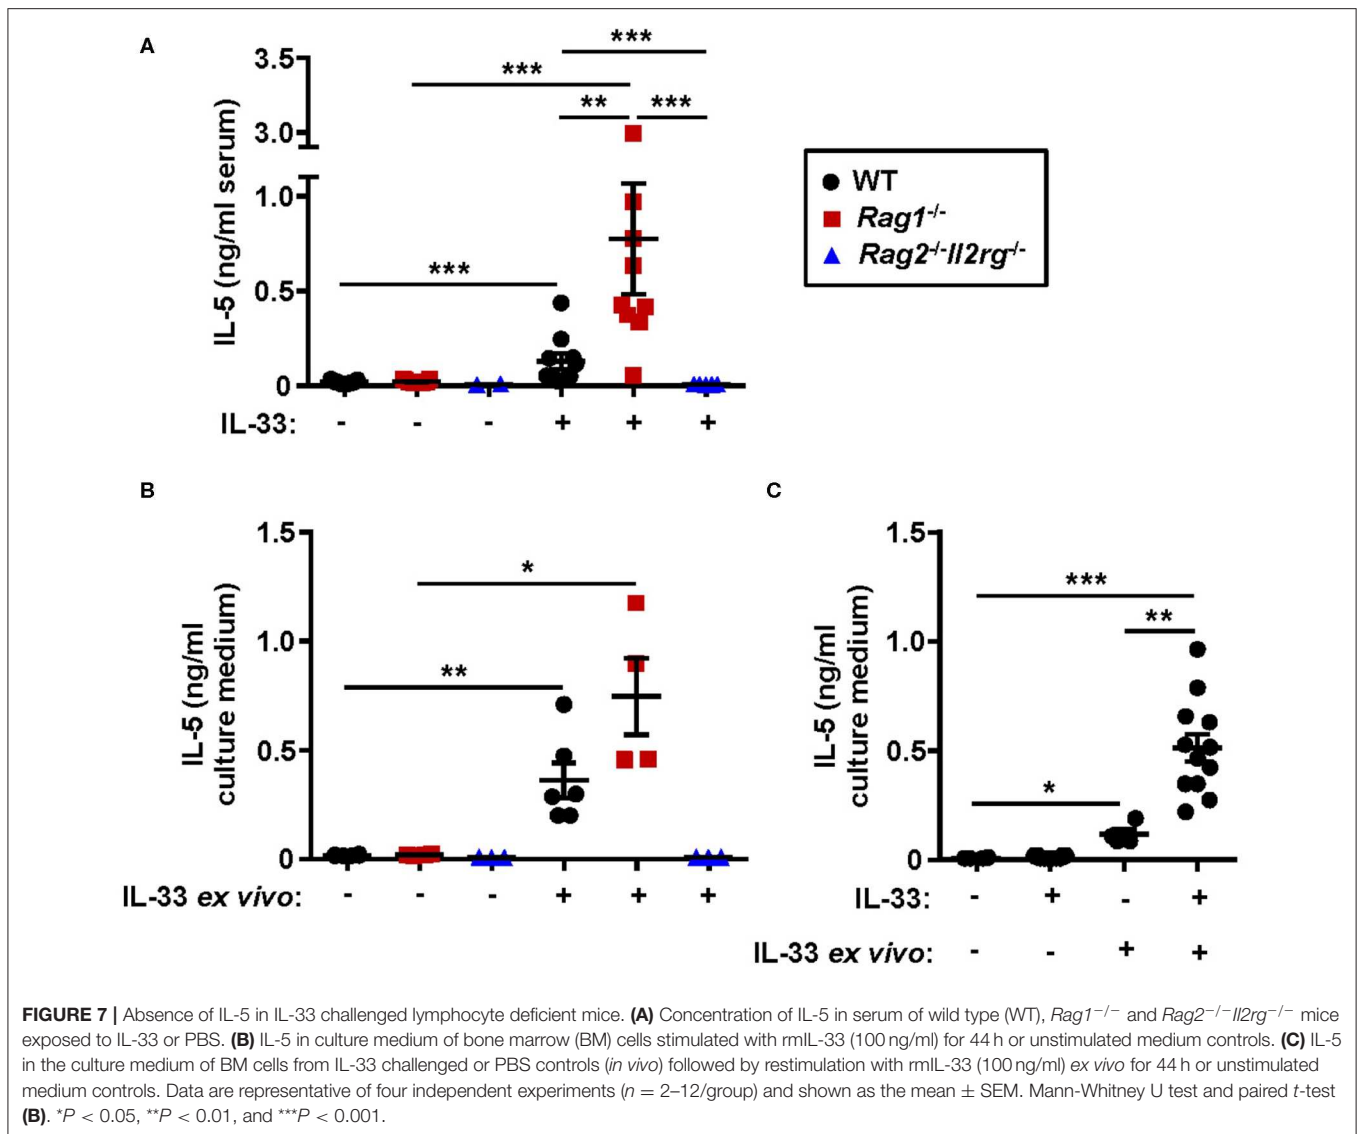 A
3.5
3.0
1.0
0.5
0
IL-5 (ng/ml serum)
***
***
** ***
***
WT
Rag1-/-
Rag2-/-Il2rg-/-
IL-33: - - - + + +
B
1.5
1.0
0.5
0
IL-5 (ng/ml
culture medium)
*
**
IL-33 ex vivo: - - - + + +
C
1.5
1.0
0.5
0
IL-5 (ng/ml
culture medium)
***
**
*
IL-33: - + - +
IL-33 ex vivo: - - + +
FIGURE 7 | Absence of IL-5 in IL-33 challenged lymphocyte deficient mice. (A) Concentration of IL-5 in serum of wild type (WT), Rag1−/− and Rag2−/−Il2rg−/− mice
exposed to IL-33 or PBS. (B) IL-5 in culture medium of bone marrow (BM) cells stimulated with rmIL-33 (100 ng/ml) for 44 h or unstimulated medium controls. (C) IL-5
in the culture medium of BM cells from IL-33 challenged or PBS controls (in vivo) followed by restimulation with rmIL-33 (100 ng/ml) ex vivo for 44 h or unstimulated
medium controls. Data are representative of four independent experiments (n = 2–12/group) and shown as the mean ± SEM. Mann-Whitney U test and paired t-test
(B). *P < 0.05, **P < 0.01, and ***P < 0.001.